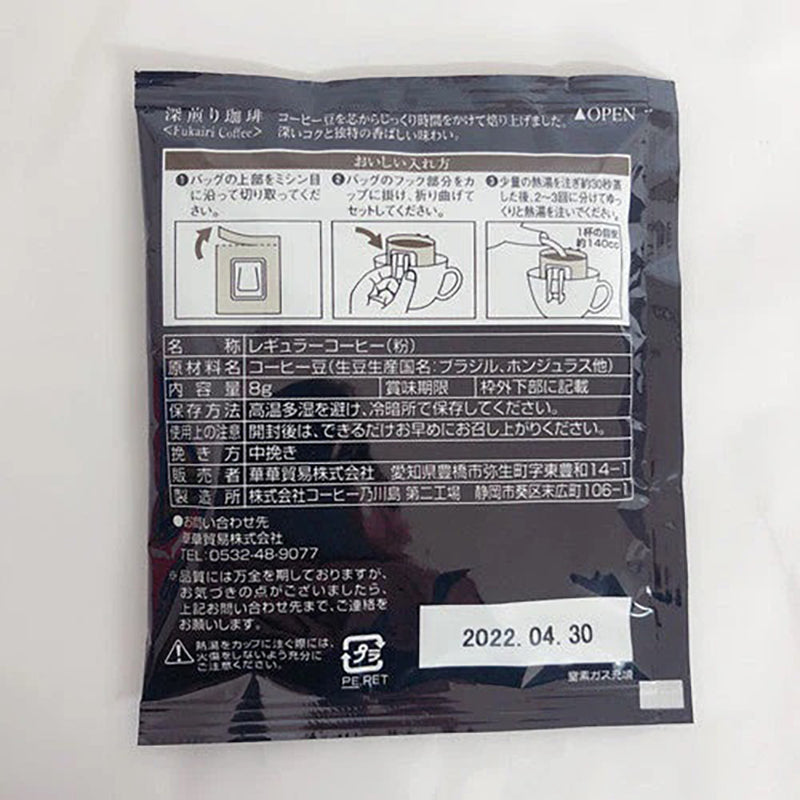 深煎り珈琲
<Fukairi Coffee>
コーヒー豆を芯からじっくり時間をかけて焙り上げました。
深いコクと独特の香ばしい味わい。
▲OPEN
おいしい入れ方
❶バッグの上部をミシン目
に沿って切り取ってくだ
さい。
❷バッグのフック部分をカ
ップに掛け、折り曲げて
セットしてください。
❸少量の熱湯を注ぎ約30秒蒸
した後、2〜3回に分けてゆっ
くりと熱湯を注いでください。
1杯の目安
約140cc
名 称 レギュラーコーヒー(粉)
原材料名 コーヒー豆(生豆生産国名:ブラジル、ホンジュラス他)
内容量 8g 賞味期限 枠外下部に記載
保存方法 高温多湿を避け、冷暗所で保存してください。
使用上の注意 開封後は、できるだけお早めにお召し上がりください。
挽き方 中挽き
販売者 華華貿易株式会社 愛知県豊橋市弥生町字東豊和14-1
製造所 株式会社コーヒー乃川島 第二工場 静岡市葵区末広町106-1
●お問い合わせ先
華華貿易株式会社
TEL:0532-48-9077
※品質には万全を期しておりますが、
お気づきの点がございましたら、
上記お問い合わせ先まで、ご連絡を
お願いします。
熱湯をカップに注ぐ際には、
火傷をしないよう充分に
ご注意ください。
プラ
PE.PET
2022.04.30
窒素ガス充填